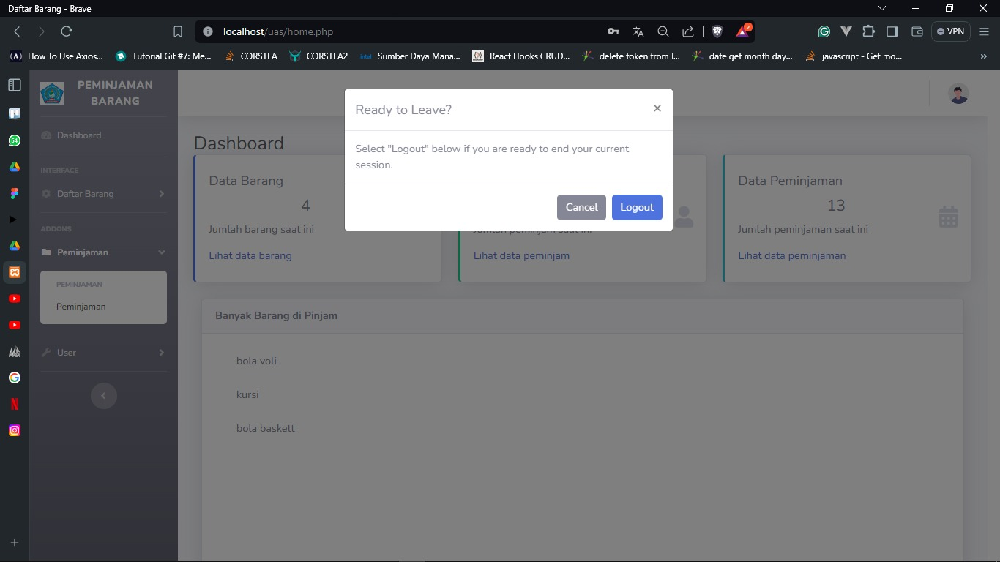 Daftar Barang - Brave
localhost/uas/home.php
2
VPN
How To Use Axios...
Tutorial Git #7: Me...
CORSTEA
CORSTEA2
intel
Sumber Daya Mana...
React Hooks CRUD...
delete token from l...
date get month day...
javascript - Get mo...
PEMINJAMAN
BARANG
54
Dashboard
INTERFACE
Daftar Barang
ADDONS
Peminjaman
PEMINJAMAN
Peminjaman
User
Ready to Leave?
Select "Logout" below if you are ready to end your current
session.
Cancel
Logout
Dashboard
Data Barang
4
Jumlah barang saat ini
Lihat data barang
Jumlah peminjam saat ini
Lihat data peminjam
Data Peminjaman
13
Jumlah peminjaman saat ini
Lihat data peminjaman
Banyak Barang di Pinjam
bola voli
kursi
bola baskett